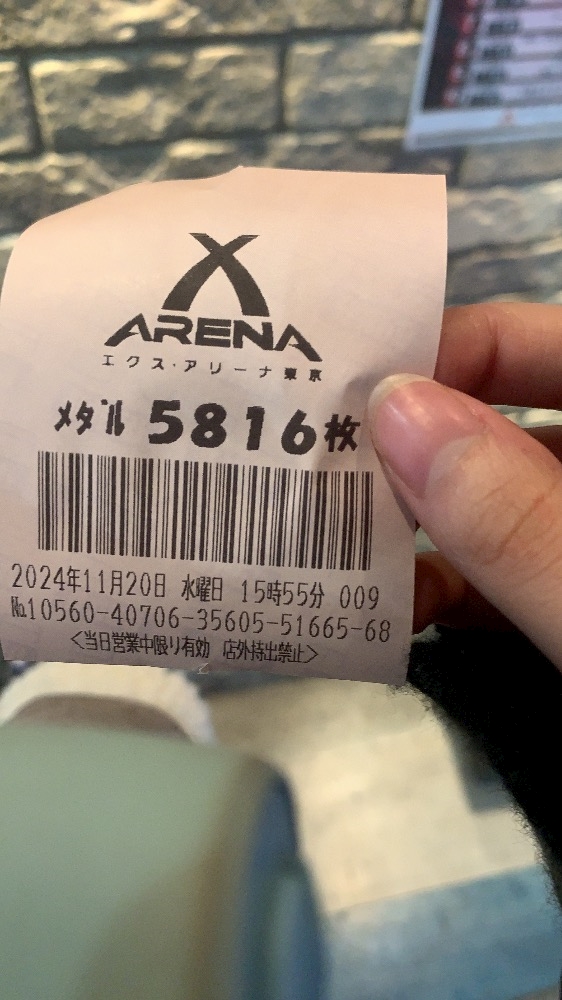 X
ARENA
エクス・アリーナ東京
メダル 5816枚
2024年11月20日 水曜日 15時55分 009
№10560-40706-35605-51665-68
<当日営業中限り有効 店外持出禁止>